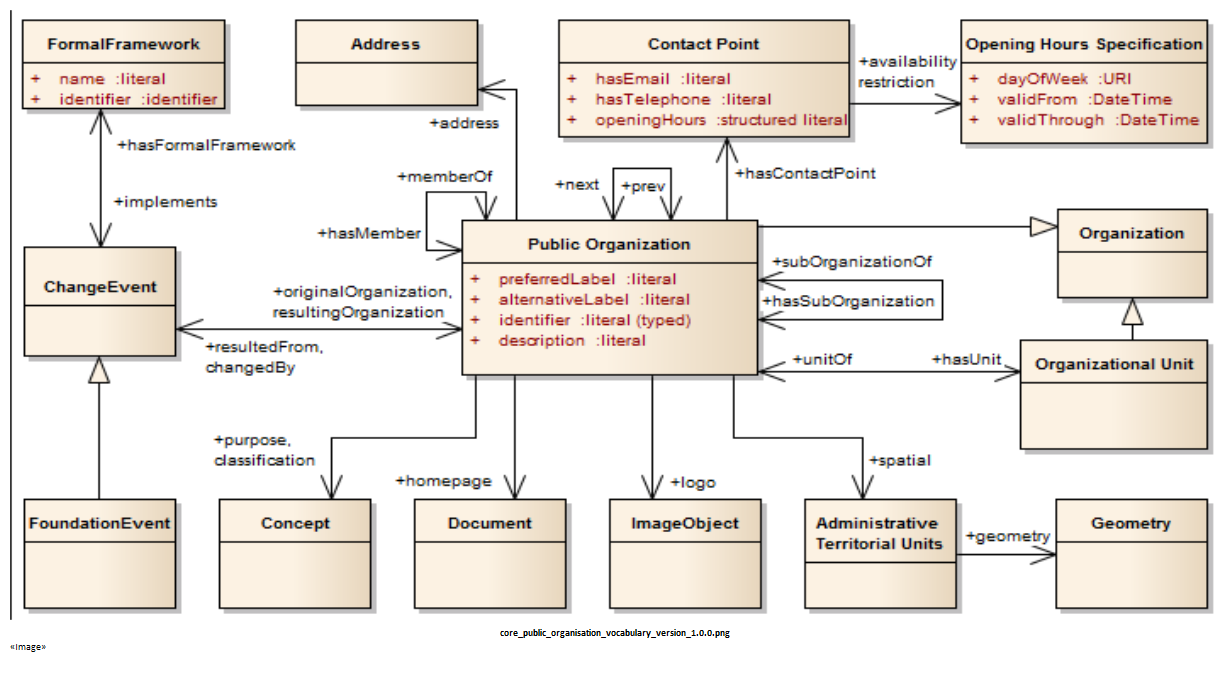 FormalFramework
+ name :literal
+ identifier :identifier
Address
Contact Point
+ hasEmail :literal
+ hasTelephone :literal
+ openingHours :structured literal
+availability
restriction
Opening Hours Specification
+ dayOfWeek :URI
+ validFrom :DateTime
+ validThrough :DateTime
+address
+hasFormalFramework
+implements
+memberOf
+hasMember
+next
+prev
+hasContactPoint
ChangeEvent
+originalOrganization,
resultingOrganization
+resultedFrom,
changedBy
Public Organization
+ preferredLabel :literal
+ alternativeLabel :literal
+ identifier :literal (typed)
+ description :literal
+subOrganizationOf
+hasSubOrganization
Organization
+unitOf
+hasUnit
Organizational Unit
+purpose,
classification
+homepage
+logo
+spatial
FoundationEvent
Concept
Document
ImageObject
Administrative
Territorial Units
+geometry
Geometry
core_public_organisation_vocabulary_version_1.0.0.png
«Image»